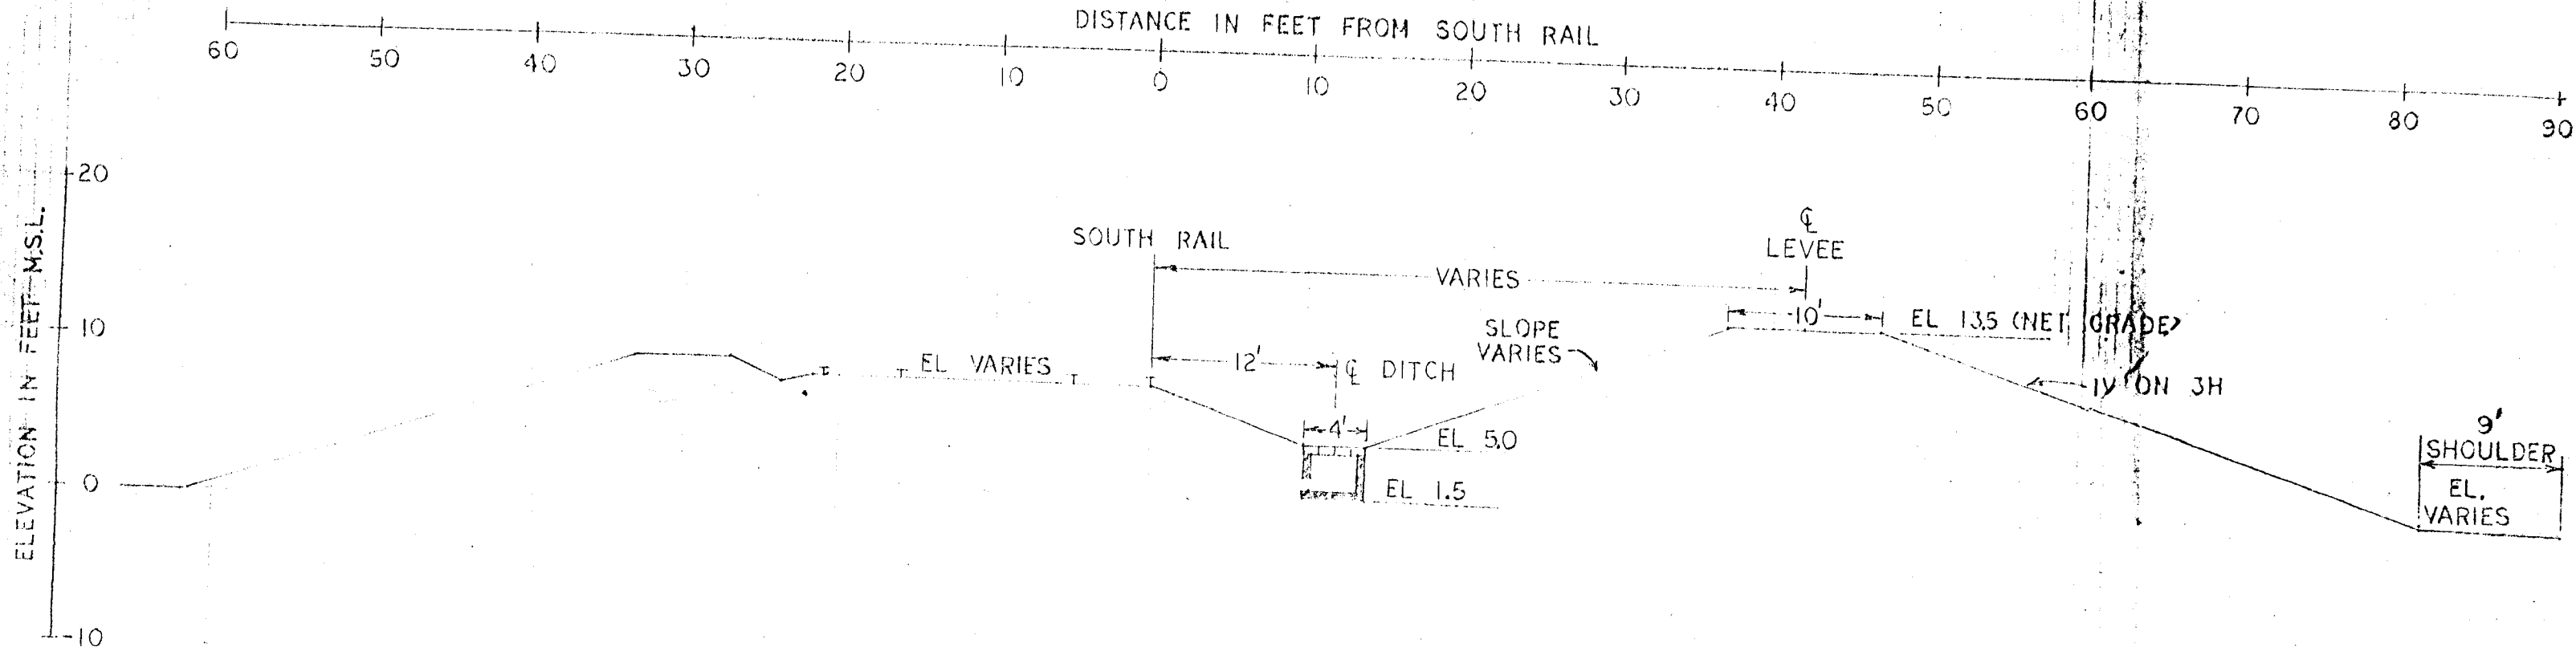 DISTANCE IN FEET FROM SOUTH RAIL
60 50 40 30 20 10 0 10 20 30 40 50 60 70 80 90
ELEVATION IN FEET M.S.L.
20
10
0
-10
SOUTH RAIL
VARIES
℄
LEVEE
10'
EL 13.5 (NET GRADE)
SLOPE
VARIES
EL VARIES
12'
℄ DITCH
1V ON 3H
4'
EL 5.0
EL 1.5
9'
SHOULDER
EL.
VARIES